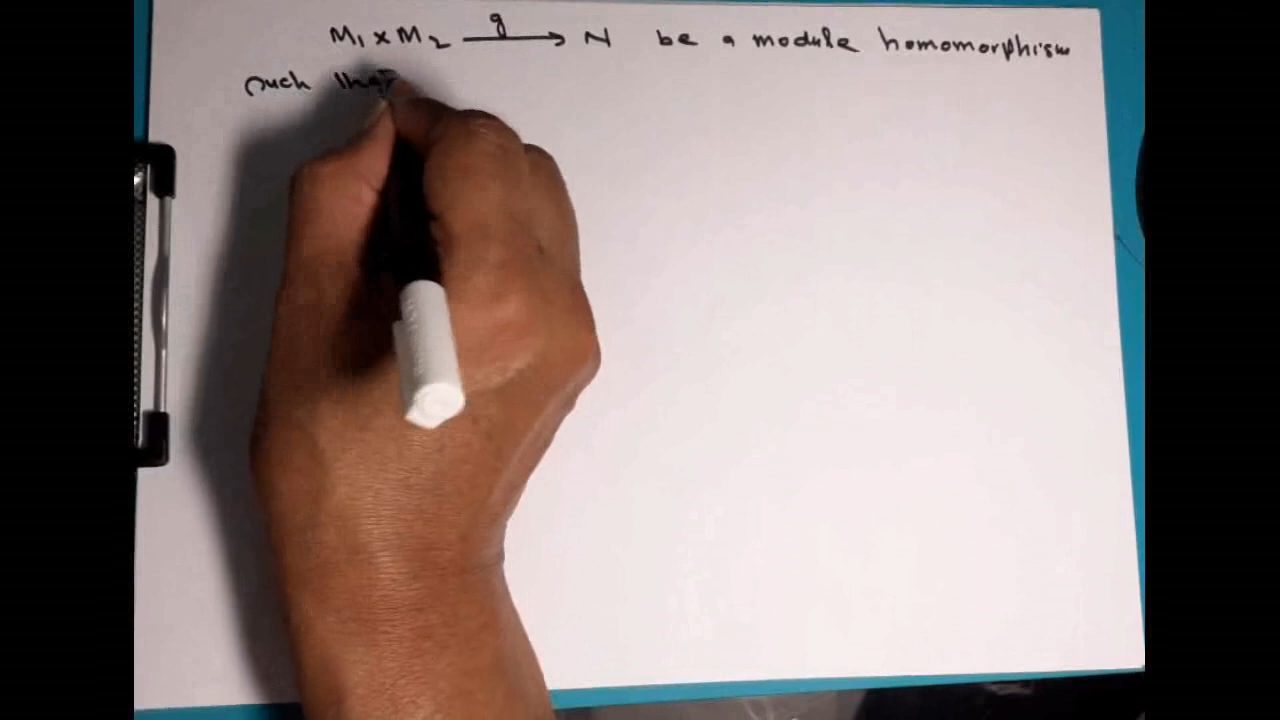 M₁ × M₂ —g→ N be a module homomorphism
such that